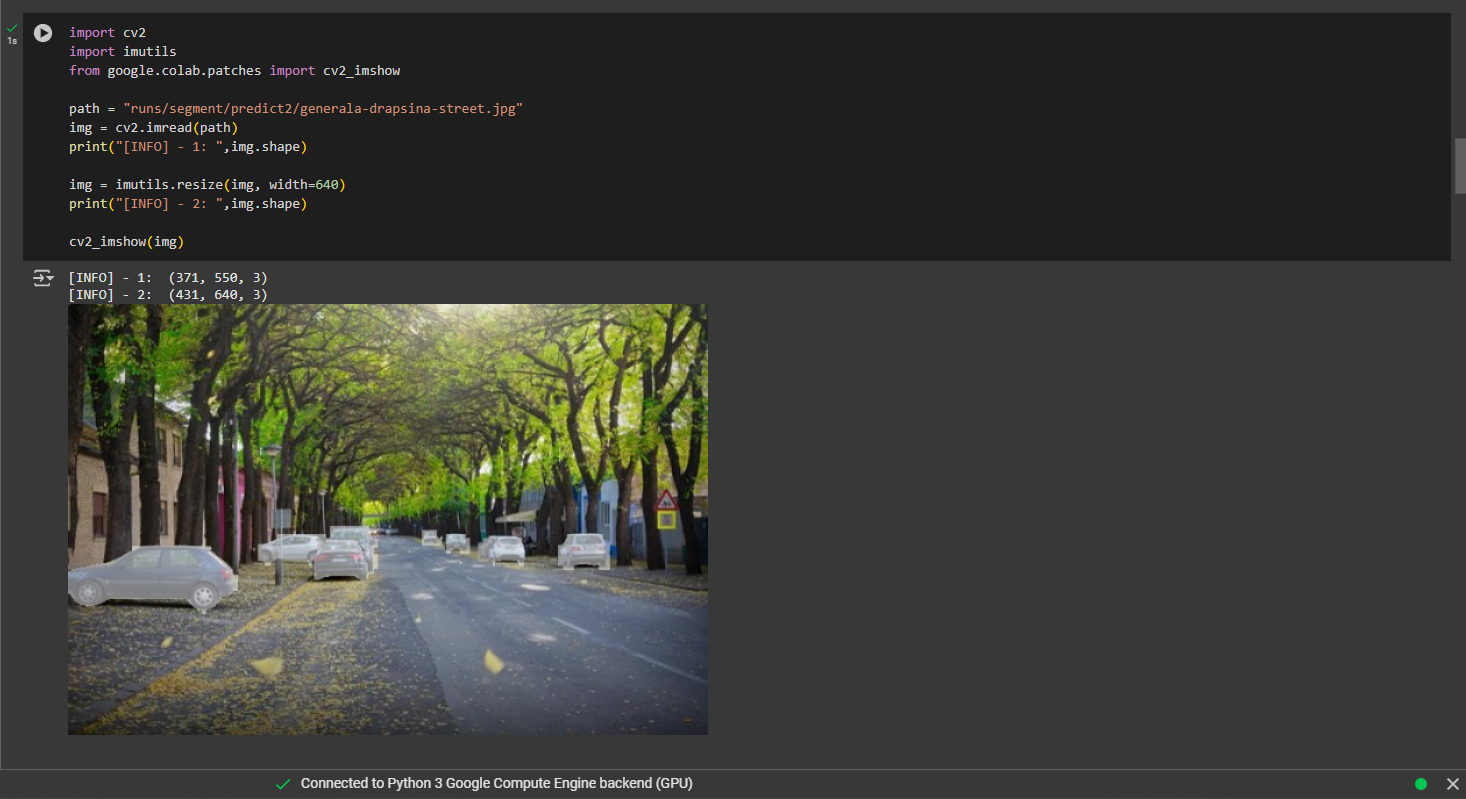 1s
import cv2
import imutils
from google.colab.patches import cv2_imshow
path = "runs/segment/predict2/generala-drapsina-street.jpg"
img = cv2.imread(path)
print("[INFO] - 1: ",img.shape)
img = imutils.resize(img, width=640)
print("[INFO] - 2: ",img.shape)
cv2_imshow(img)
[INFO] - 1:  (371, 550, 3)
[INFO] - 2:  (431, 640, 3)
Connected to Python 3 Google Compute Engine backend (GPU)